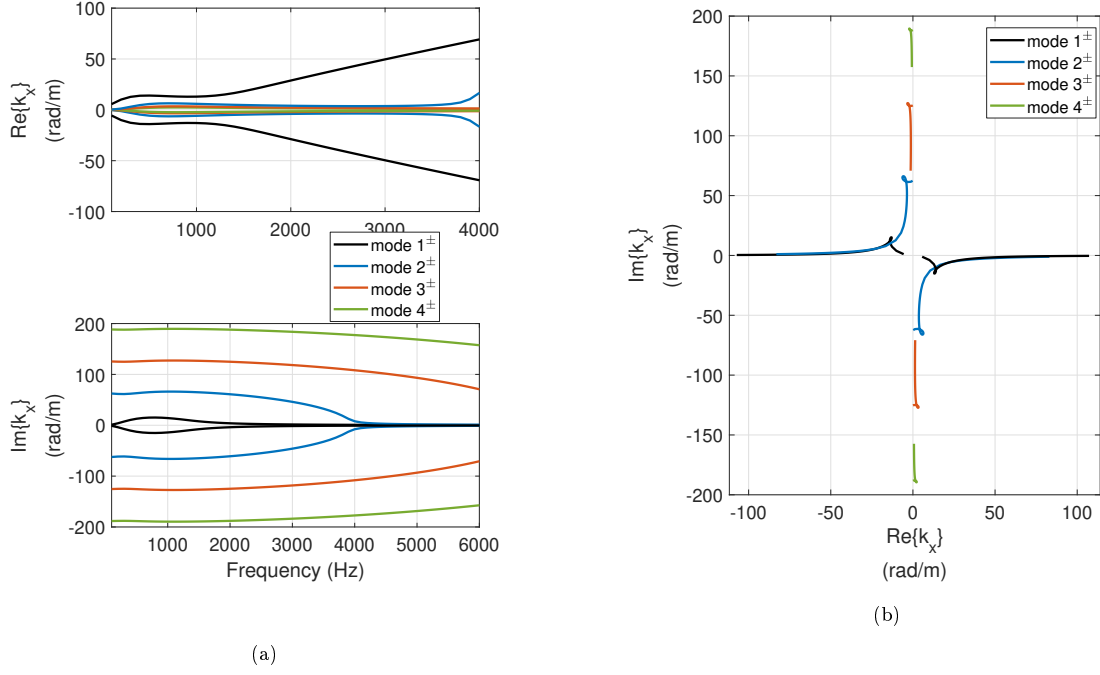 100
50
0
-50
-100
Re{k_x}
(rad/m)
1000
2000
3000
4000
mode 1^±
mode 2^±
mode 3^±
mode 4^±
200
100
0
-100
-200
Im{k_x}
(rad/m)
1000
2000
3000
4000
5000
6000
Frequency (Hz)
(a)
200
150
100
50
0
-50
-100
-150
-200
Im{k_x}
(rad/m)
mode 1^±
mode 2^±
mode 3^±
mode 4^±
-100
-50
0
50
100
Re{k_x}
(rad/m)
(b)